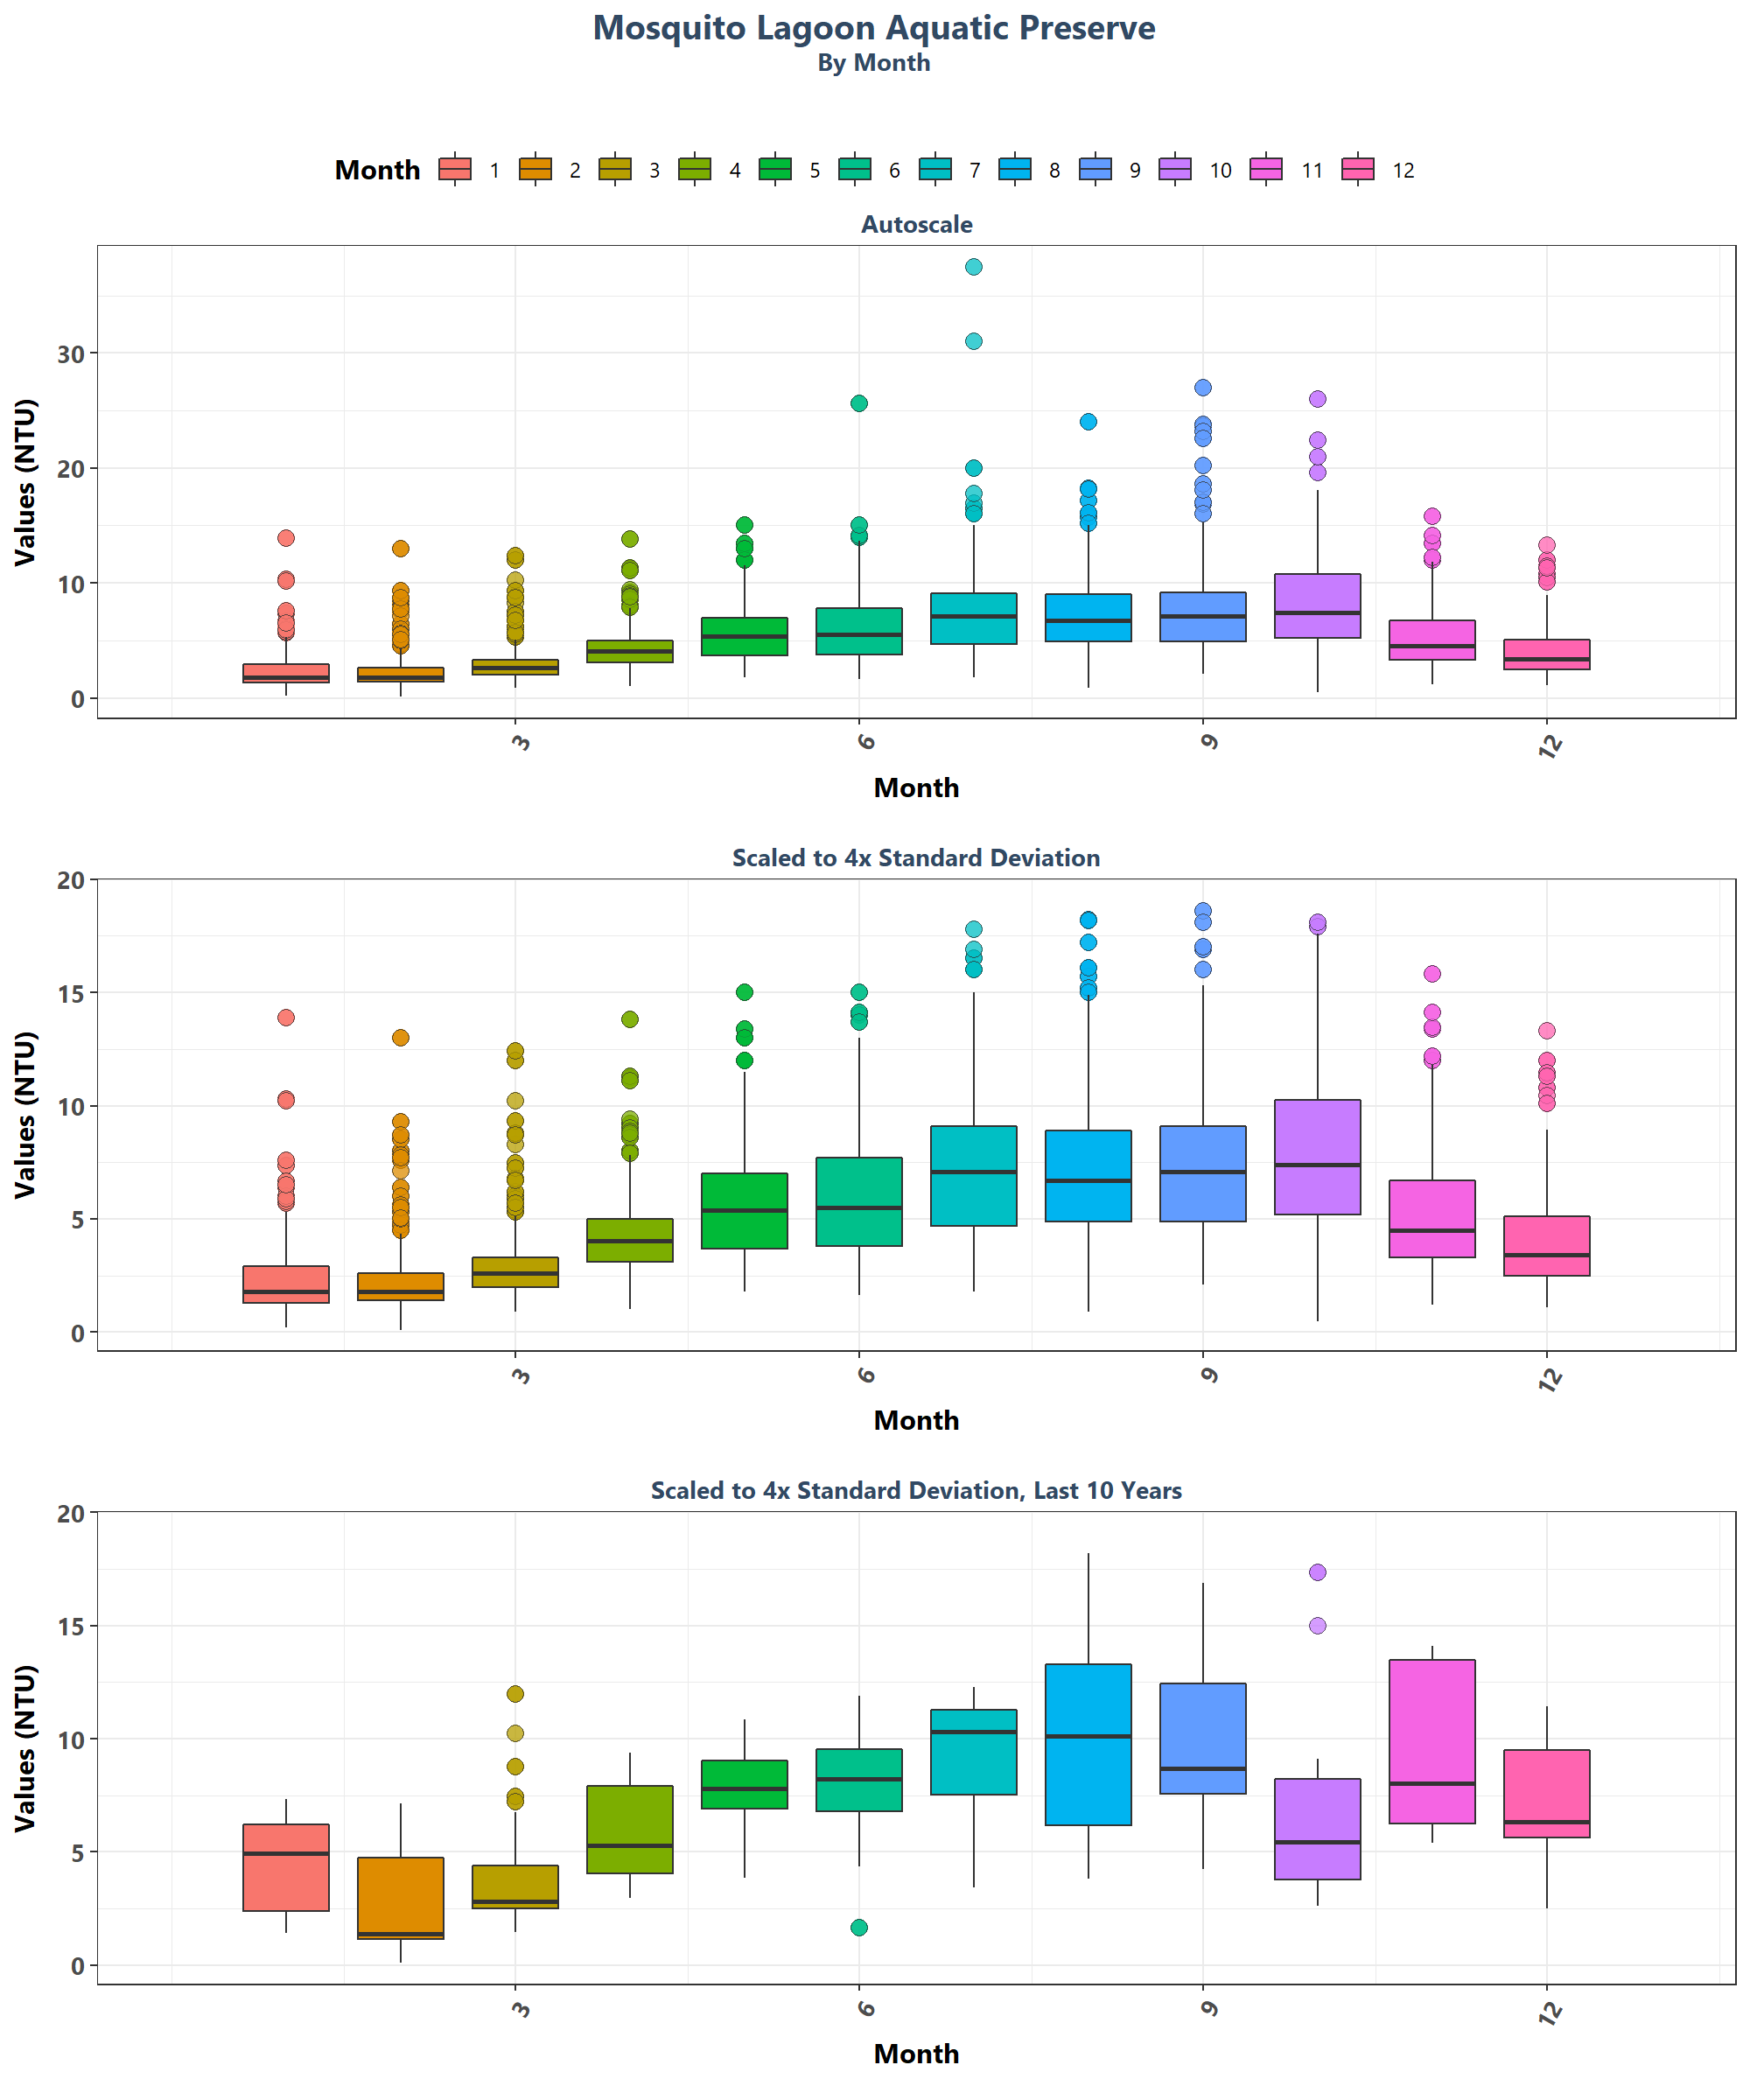 Mosquito Lagoon Aquatic Preserve
By Month
Month 1 2 3 4 5 6 7 8 9 10 11 12
Autoscale
Values (NTU)
30
20
10
0
3 6 9 12
Month
Scaled to 4x Standard Deviation
Values (NTU)
20
15
10
5
0
3 6 9 12
Month
Scaled to 4x Standard Deviation, Last 10 Years
Values (NTU)
20
15
10
5
0
3 6 9 12
Month